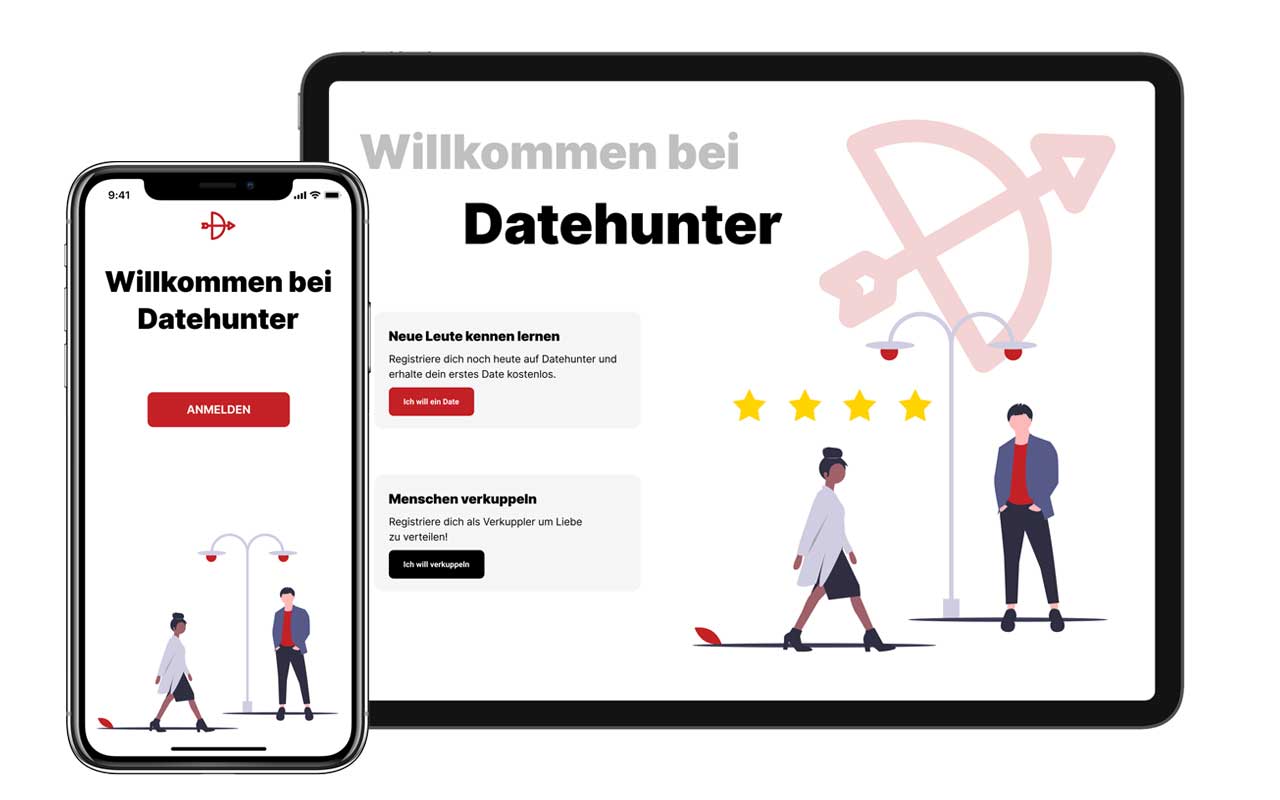 9:41
Willkommen bei
Datehunter
ANMELDEN
Willkommen bei
Datehunter
Neue Leute kennen lernen
Registriere dich noch heute auf Datehunter und
erhalte dein erstes Date kostenlos.
Ich will ein Date
Menschen verkuppeln
Registriere dich als Verkuppler um Liebe
zu verteilen!
Ich will verkuppeln